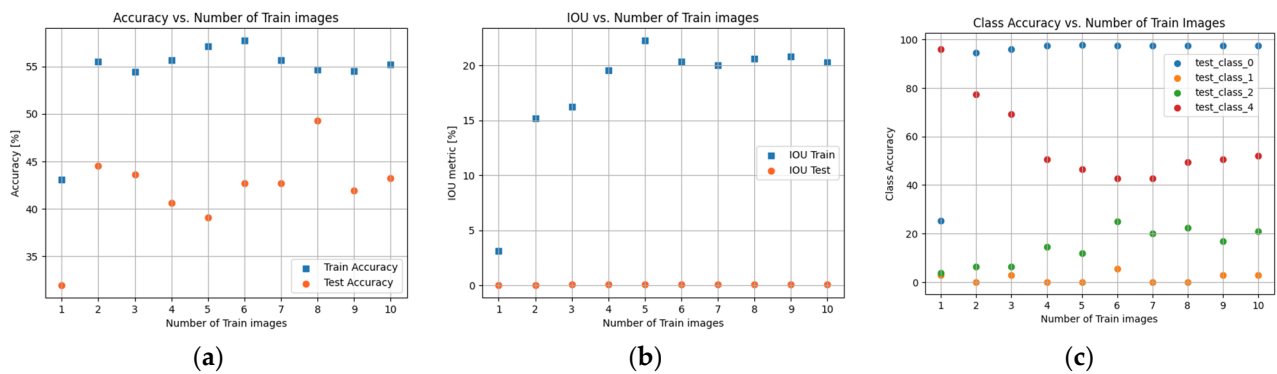 Accuracy vs. Number of Train images
Accuracy [%]
55
50
45
40
35
Train Accuracy
Test Accuracy
1 2 3 4 5 6 7 8 9 10
Number of Train images
(a)
IOU vs. Number of Train images
IOU metric [%]
20
15
10
5
0
IOU Train
IOU Test
1 2 3 4 5 6 7 8 9 10
Number of Train images
(b)
Class Accuracy vs. Number of Train Images
Class Accuracy
100
80
60
40
20
0
test_class_0
test_class_1
test_class_2
test_class_4
1 2 3 4 5 6 7 8 9 10
Number of Train images
(c)